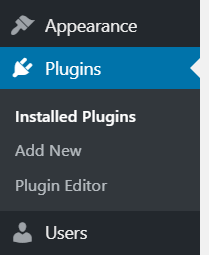 Appearance
Plugins
Installed Plugins
Add New
Plugin Editor
Users